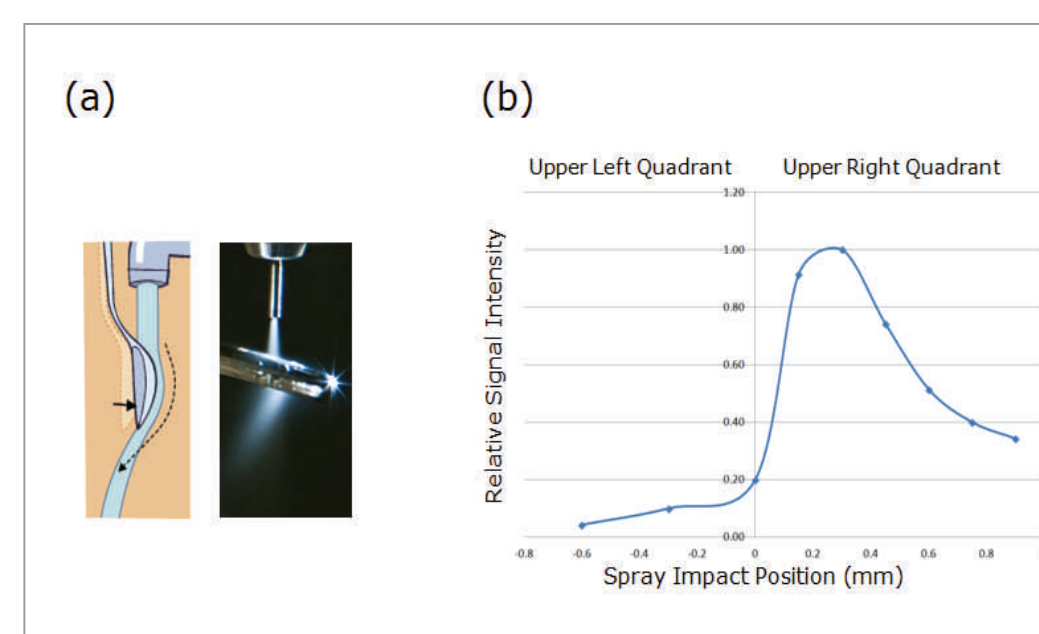 (a)
(b)
Upper Left Quadrant
Upper Right Quadrant
Relative Signal Intensity
1.20
1.00
0.80
0.60
0.40
0.20
0.00
-0.8 -0.6 -0.4 -0.2 0 0.2 0.4 0.6 0.8
Spray Impact Position (mm)